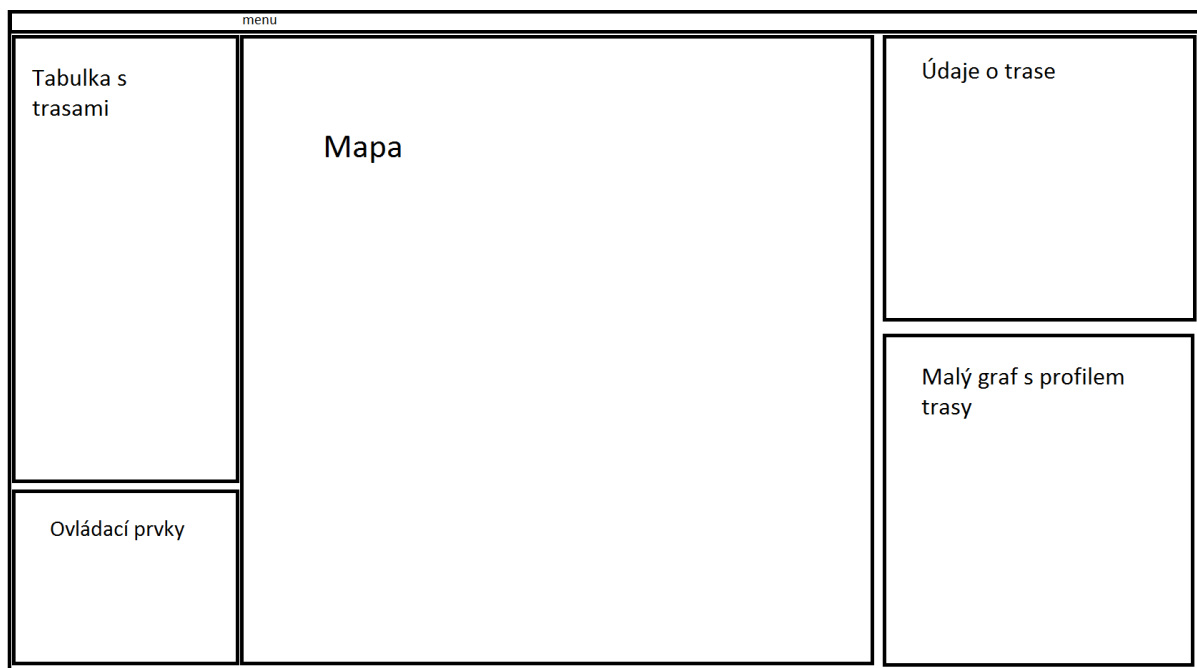 menu
Tabulka s
trasami
Mapa
Údaje o trase
Malý graf s profilem
trasy
Ovládací prvky